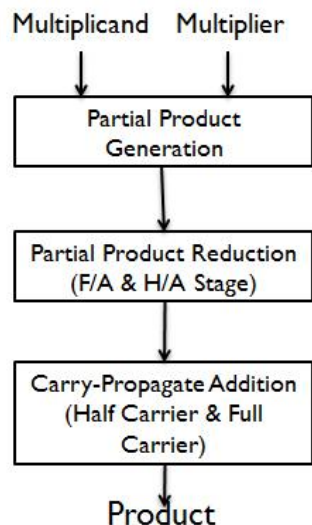 Multiplicand Multiplier
Partial Product
Generation
Partial Product Reduction
(F/A & H/A Stage)
Carry-Propagate Addition
(Half Carrier & Full
Carrier)
Product